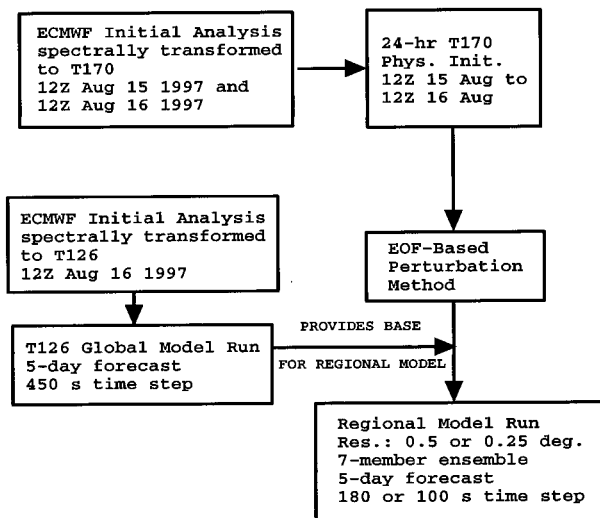 ECMWF Initial Analysis
spectrally transformed
to T170
12Z Aug 15 1997 and
12Z Aug 16 1997
24-hr T170
Phys. Init.
12Z 15 Aug to
12Z 16 Aug
ECMWF Initial Analysis
spectrally transformed
to T126
12Z Aug 16 1997
EOF-Based
Perturbation
Method
T126 Global Model Run
5-day forecast
450 s time step
PROVIDES BASE
FOR REGIONAL MODEL
Regional Model Run
Res.: 0.5 or 0.25 deg.
7-member ensemble
5-day forecast
180 or 100 s time step